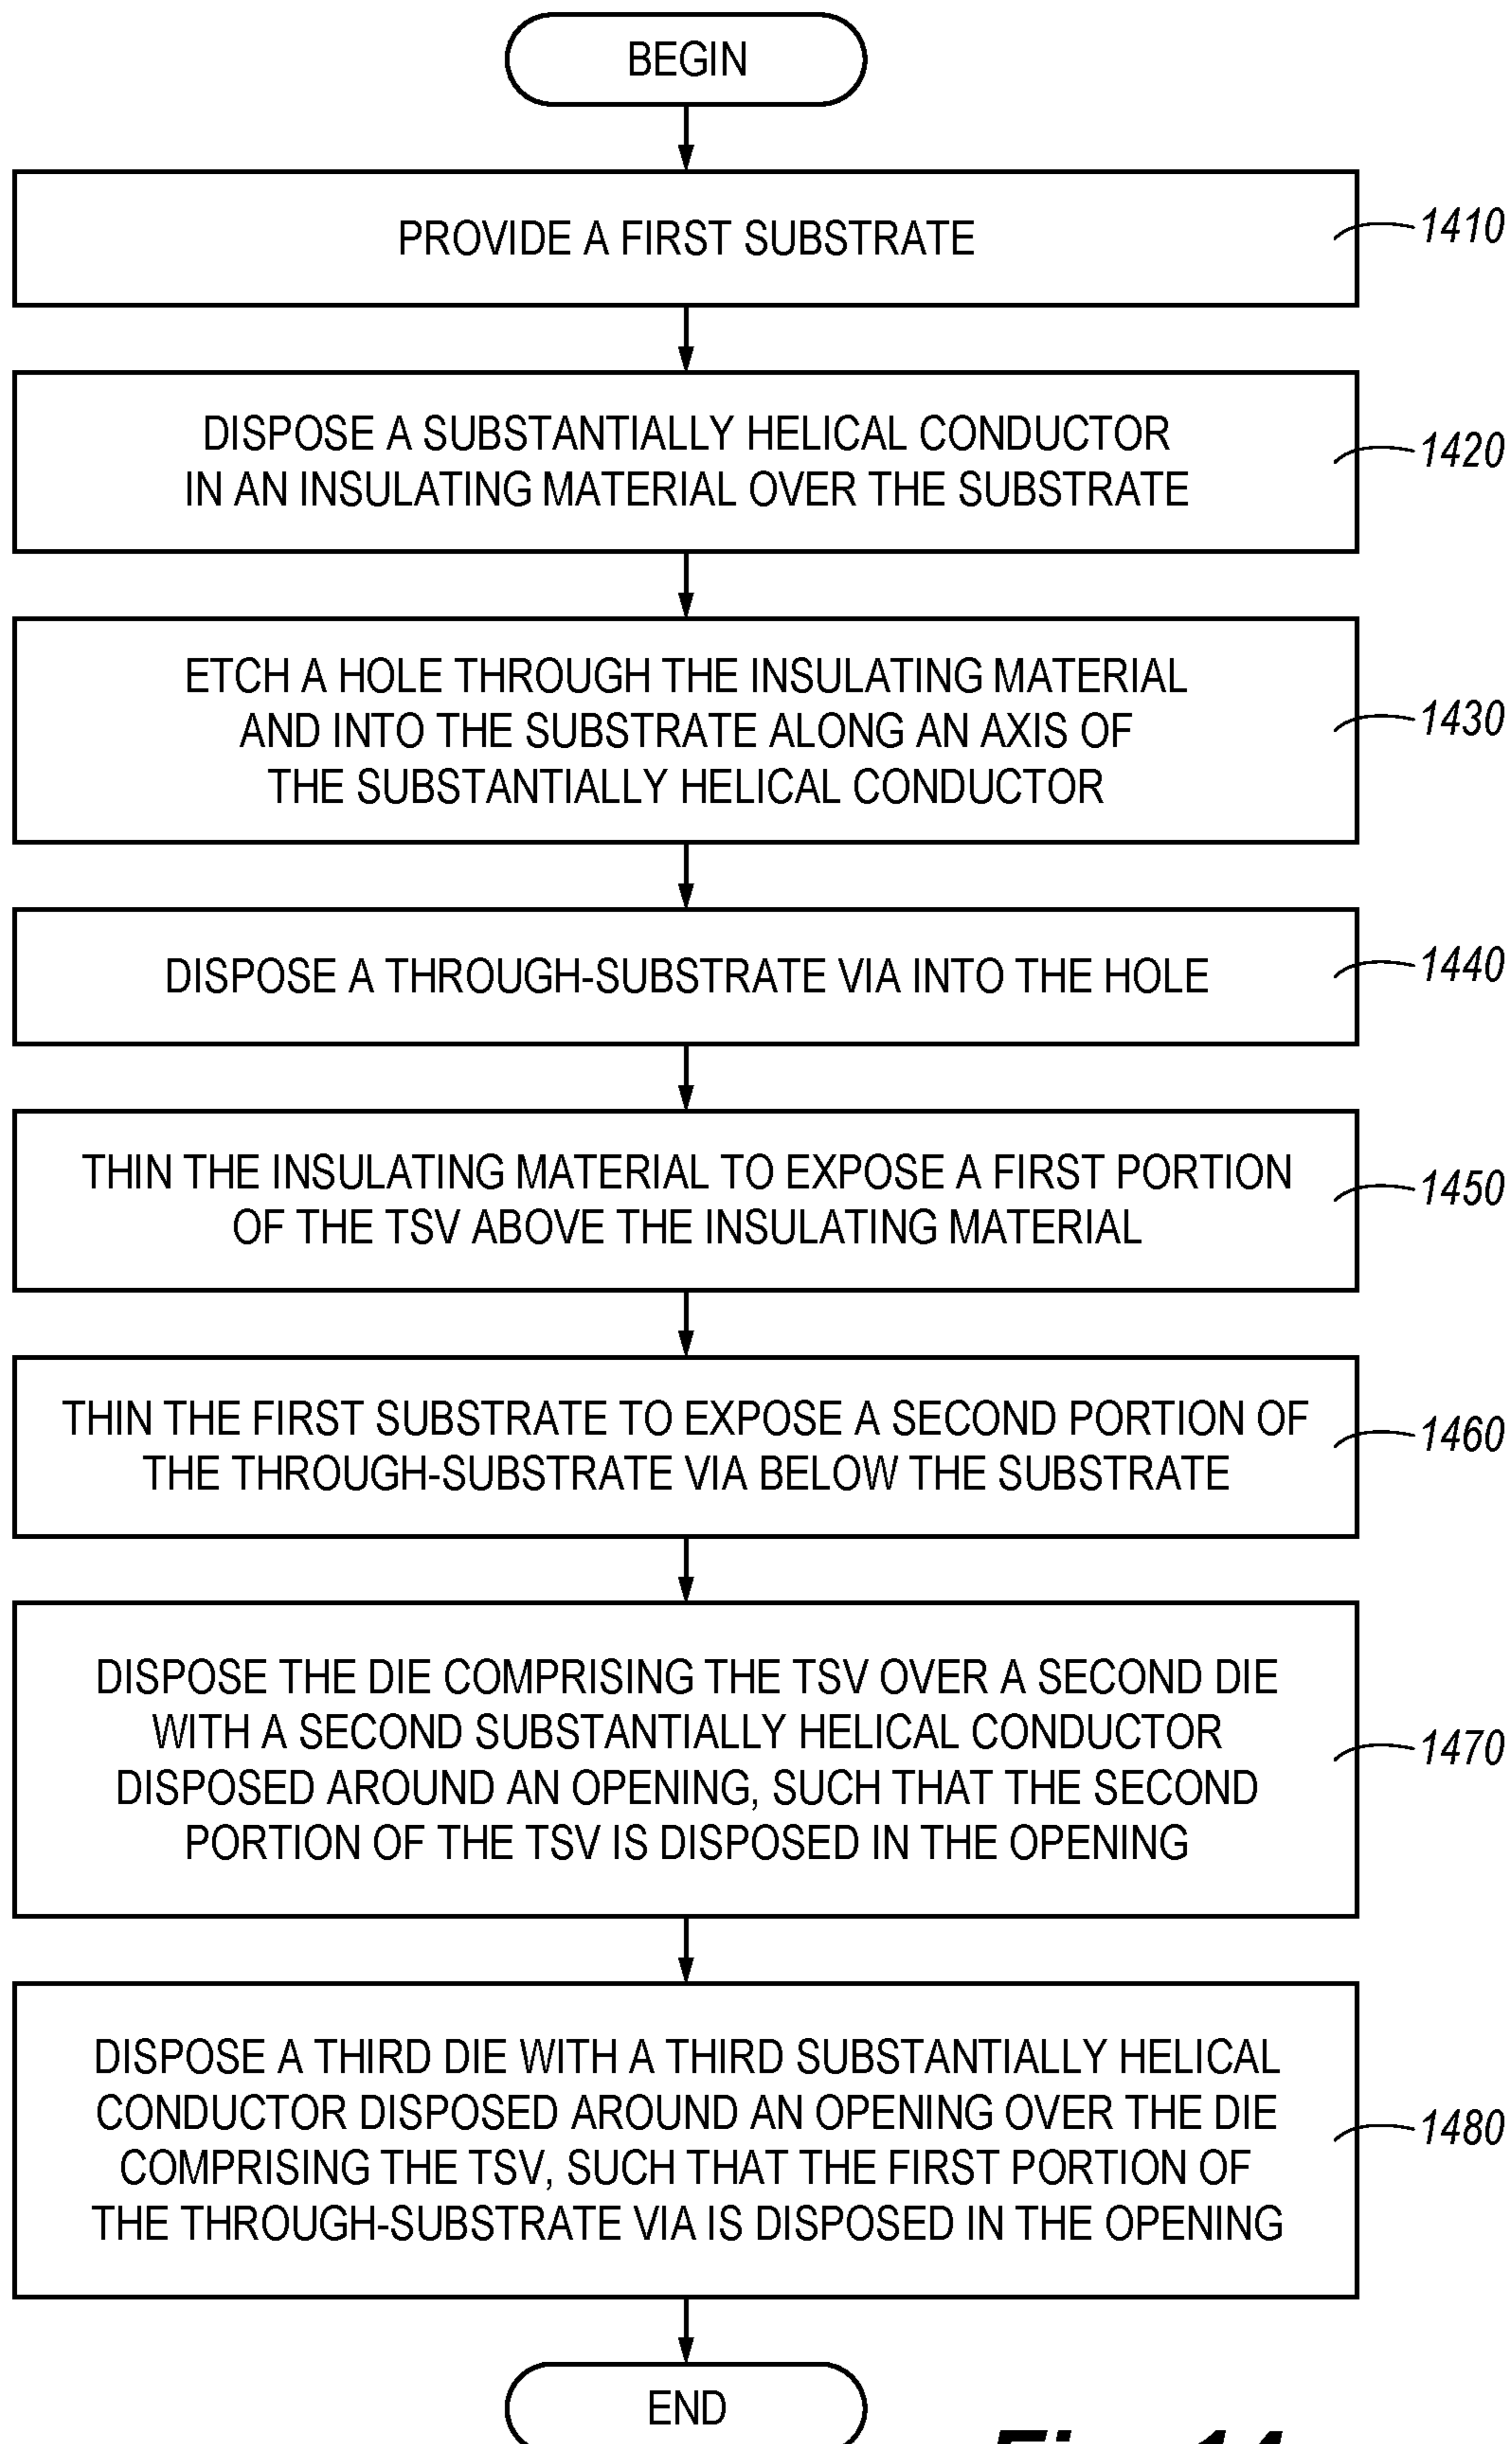 BEGIN
PROVIDE A FIRST SUBSTRATE
1410
DISPOSE A SUBSTANTIALLY HELICAL CONDUCTOR
IN AN INSULATING MATERIAL OVER THE SUBSTRATE
1420
ETCH A HOLE THROUGH THE INSULATING MATERIAL
AND INTO THE SUBSTRATE ALONG AN AXIS OF
THE SUBSTANTIALLY HELICAL CONDUCTOR
1430
DISPOSE A THROUGH-SUBSTRATE VIA INTO THE HOLE
1440
THIN THE INSULATING MATERIAL TO EXPOSE A FIRST PORTION
OF THE TSV ABOVE THE INSULATING MATERIAL
1450
THIN THE FIRST SUBSTRATE TO EXPOSE A SECOND PORTION OF
THE THROUGH-SUBSTRATE VIA BELOW THE SUBSTRATE
1460
DISPOSE THE DIE COMPRISING THE TSV OVER A SECOND DIE
WITH A SECOND SUBSTANTIALLY HELICAL CONDUCTOR
DISPOSED AROUND AN OPENING, SUCH THAT THE SECOND
PORTION OF THE TSV IS DISPOSED IN THE OPENING
1470
DISPOSE A THIRD DIE WITH A THIRD SUBSTANTIALLY HELICAL
CONDUCTOR DISPOSED AROUND AN OPENING OVER THE DIE
COMPRISING THE TSV, SUCH THAT THE FIRST PORTION OF
THE THROUGH-SUBSTRATE VIA IS DISPOSED IN THE OPENING
1480
END